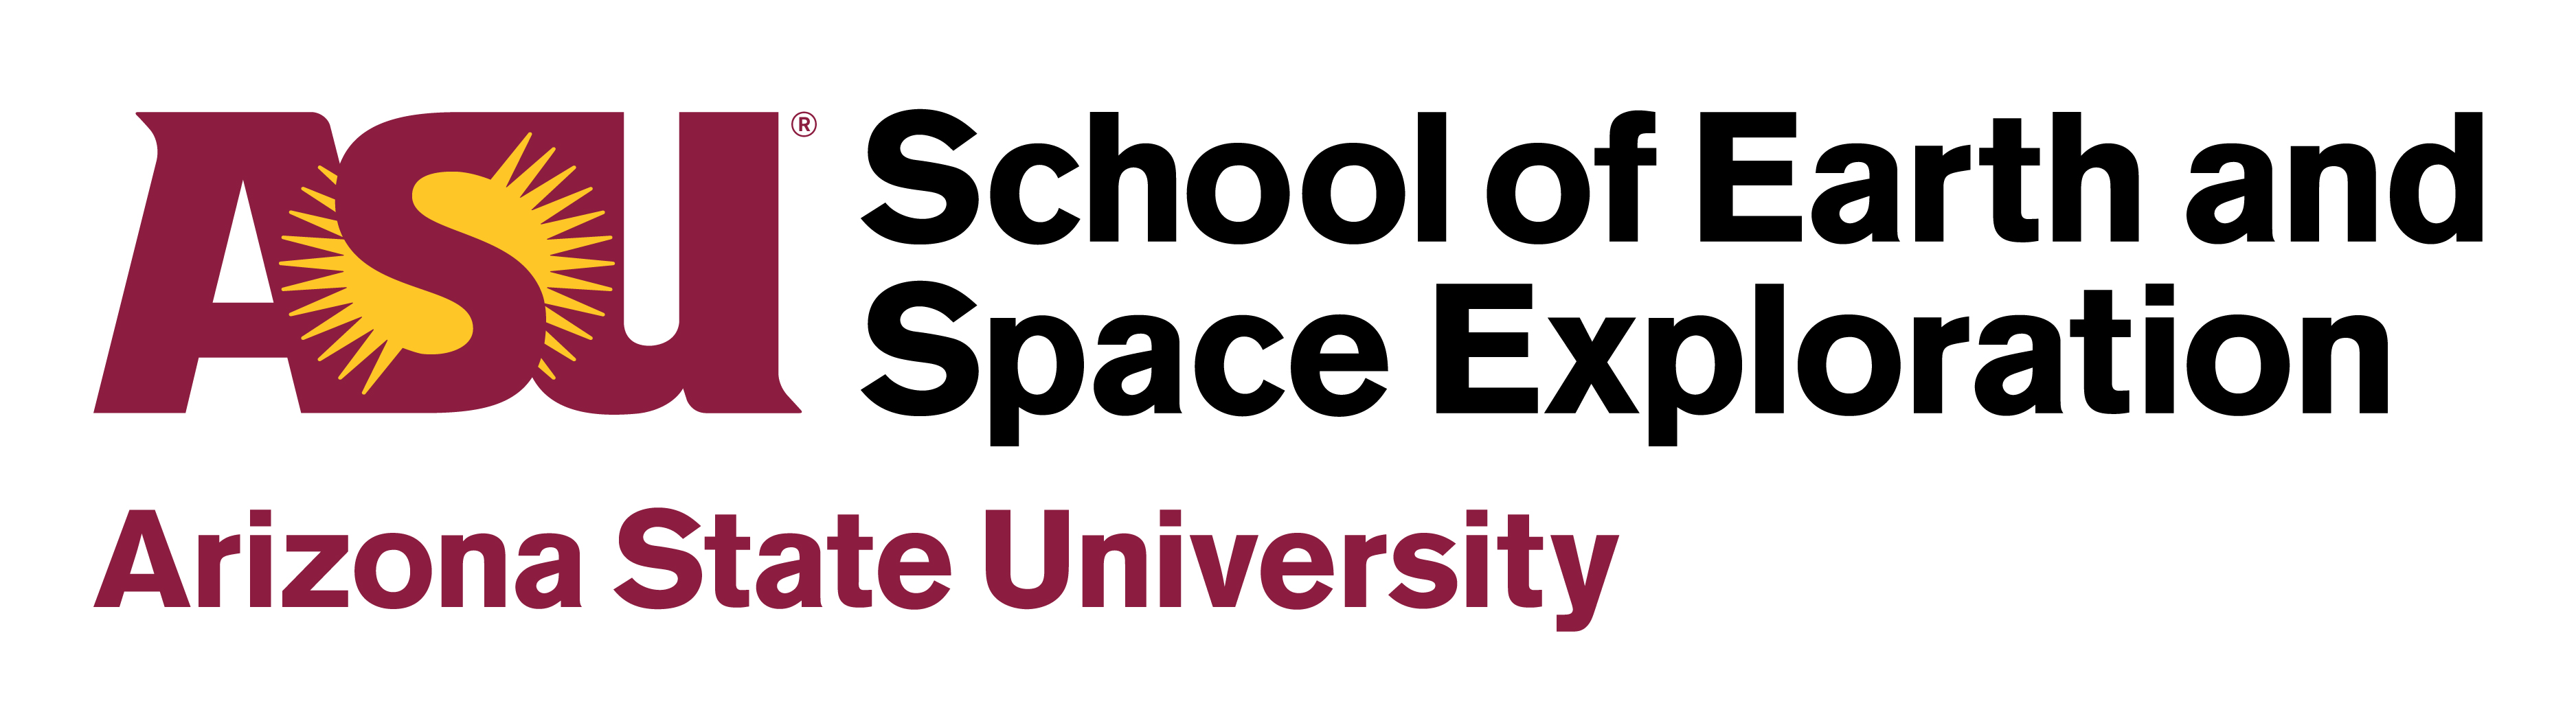 ASU® School of Earth and
Space Exploration
Arizona State University